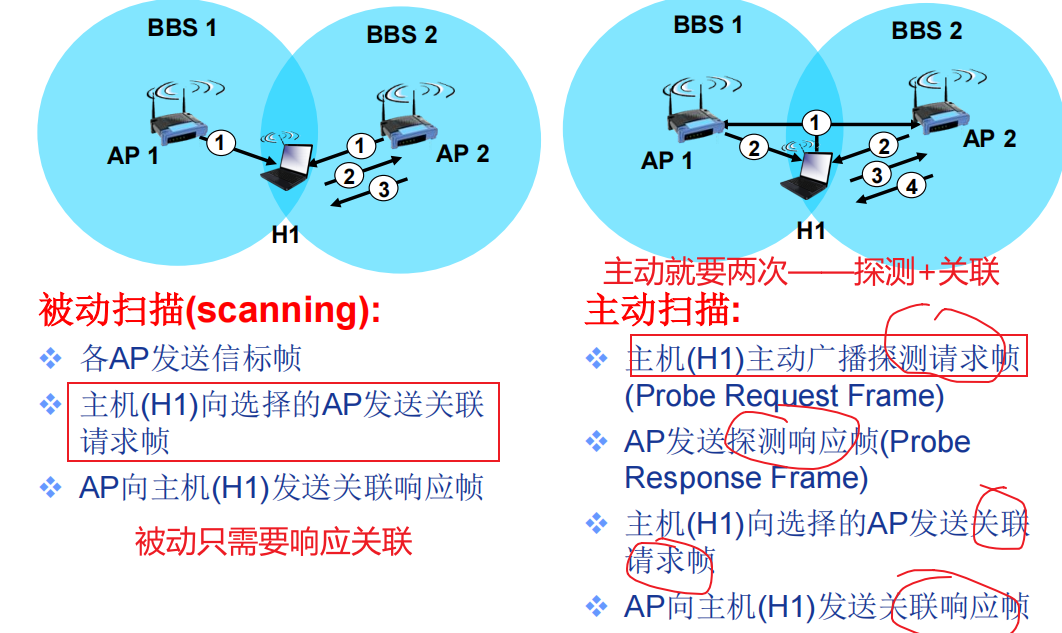 BBS 1
BBS 2
AP 1
AP 2
1
1
2
3
H1
被动扫描(scanning):
各AP发送信标帧
主机(H1)向选择的AP发送关联
请求帧
AP向主机(H1)发送关联响应帧
被动只需要响应关联
BBS 1
BBS 2
AP 1
AP 2
1
2
2
3
4
H1
主动就要两次——探测+关联
主动扫描:
主机(H1)主动广播探测请求帧
(Probe Request Frame)
AP发送探测响应帧(Probe
Response Frame)
主机(H1)向选择的AP发送关联
请求帧
AP向主机(H1)发送关联响应帧